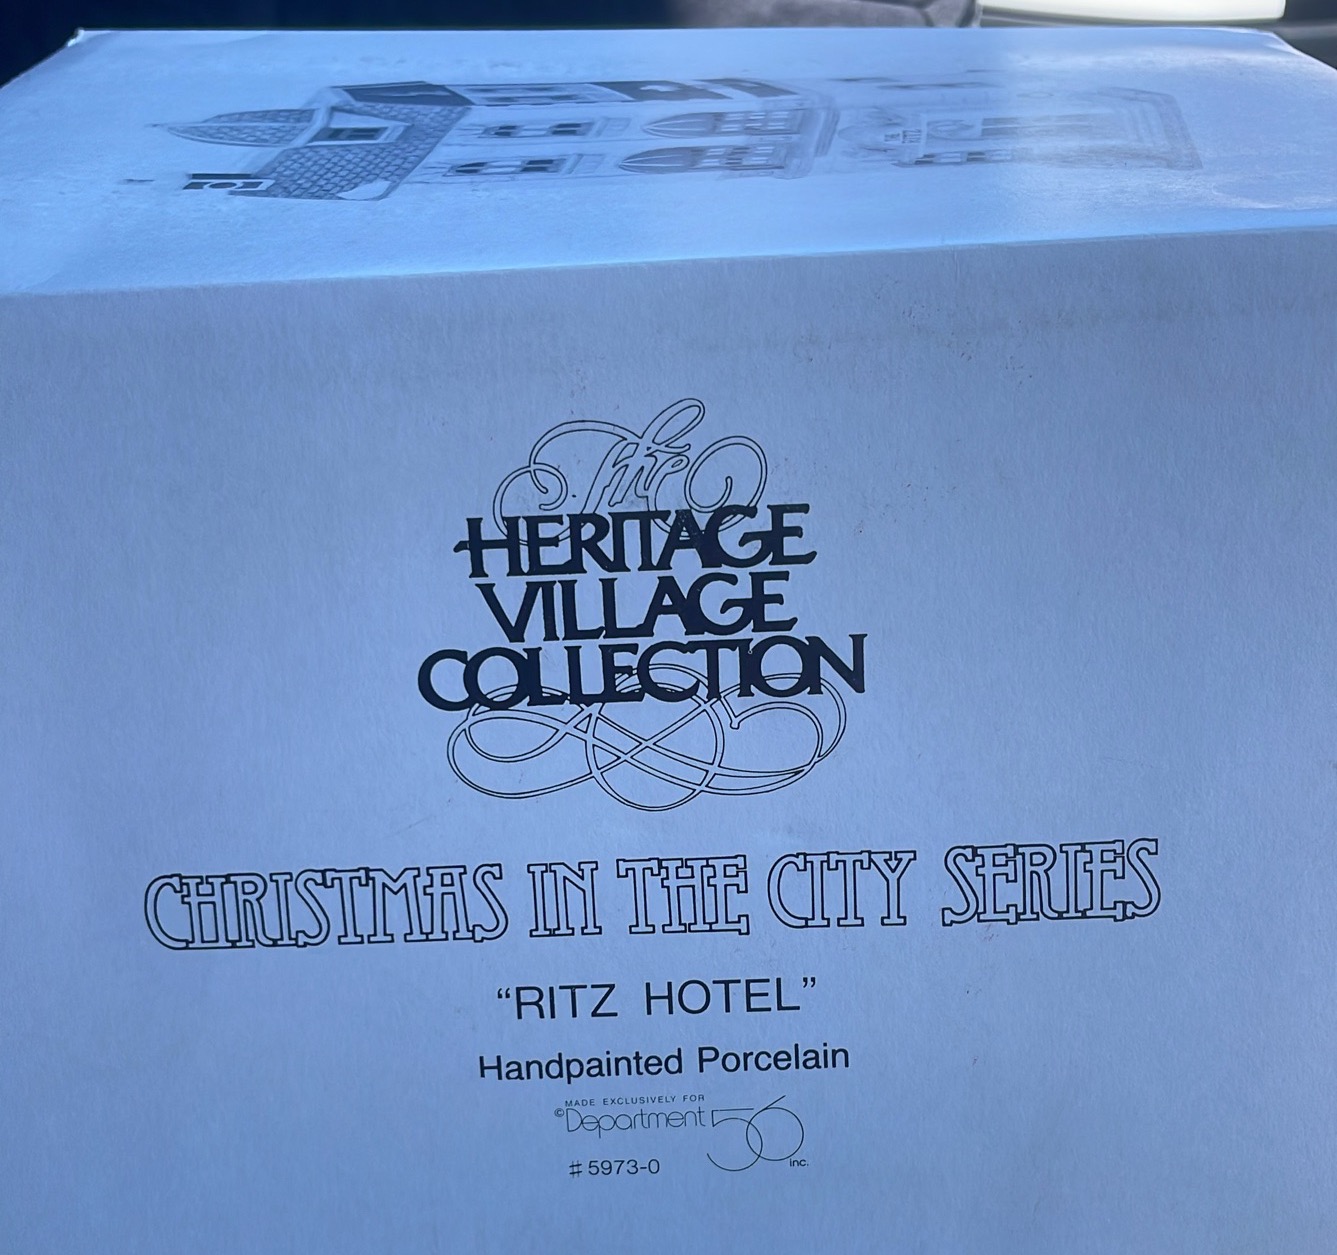 The
HERITAGE
VILLAGE
COLLECTION
CHRISTMAS IN THE CITY SERIES
“RITZ HOTEL”
Handpainted Porcelain
MADE EXCLUSIVELY FOR
©Department 56
inc.
#5973-0